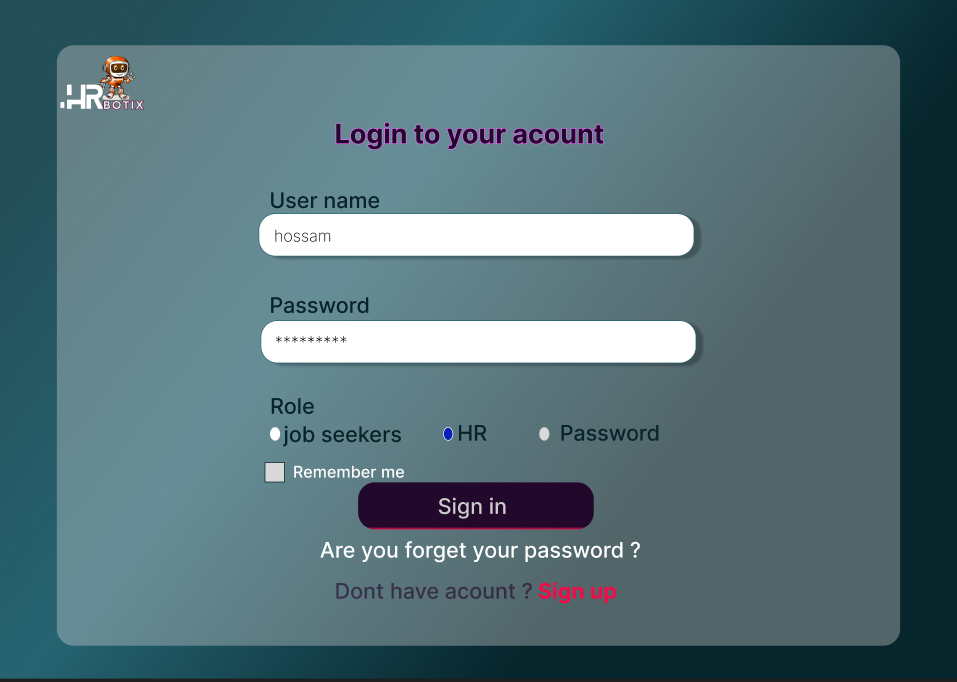 HR
BOTIX
Login to your acount
User name
hossam
Password
*********
Role
job seekers HR Password
Remember me
Sign in
Are you forget your password ?
Dont have acount ? Sign up